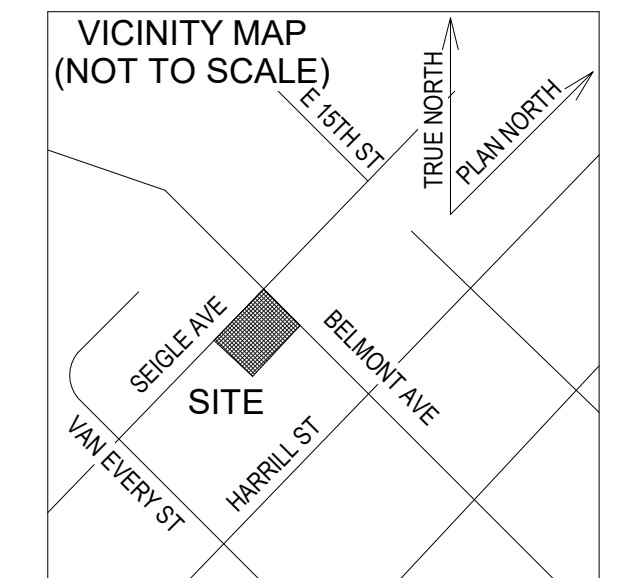 VICINITY MAP
(NOT TO SCALE)
E 15TH ST
TRUE NORTH
PLAN NORTH
SEIGLE AVE
BELMONT AVE
SITE
VAN EVERY ST
HARRILL ST